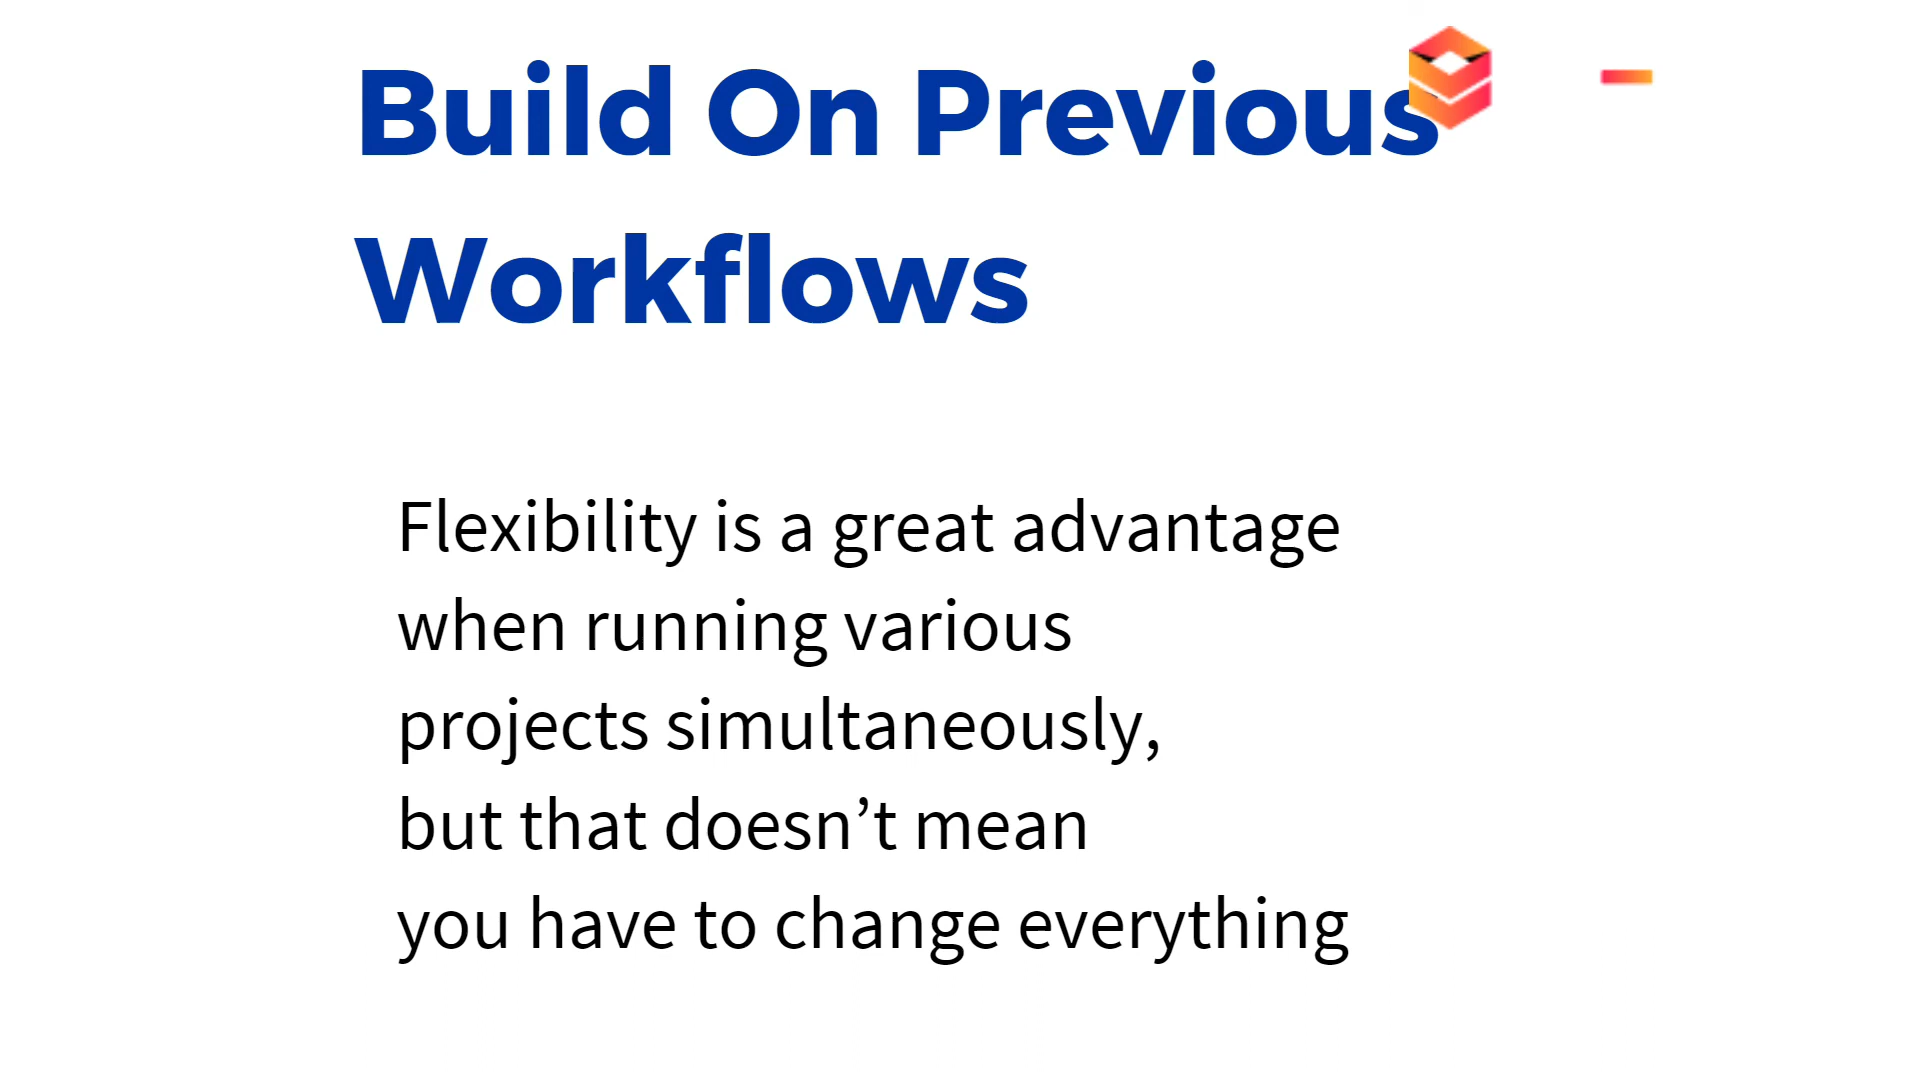 Build On Previous
Workflows
Flexibility is a great advantage
when running various
projects simultaneously,
but that doesn’t mean
you have to change everything